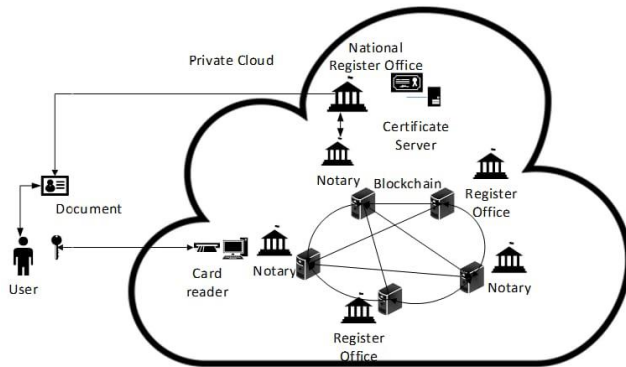 National
Private Cloud
Register Office
Certificate
Server
Notary
Blockchain
Register
Office
Document
User
Card
reader
Notary
Notary
Register
Office